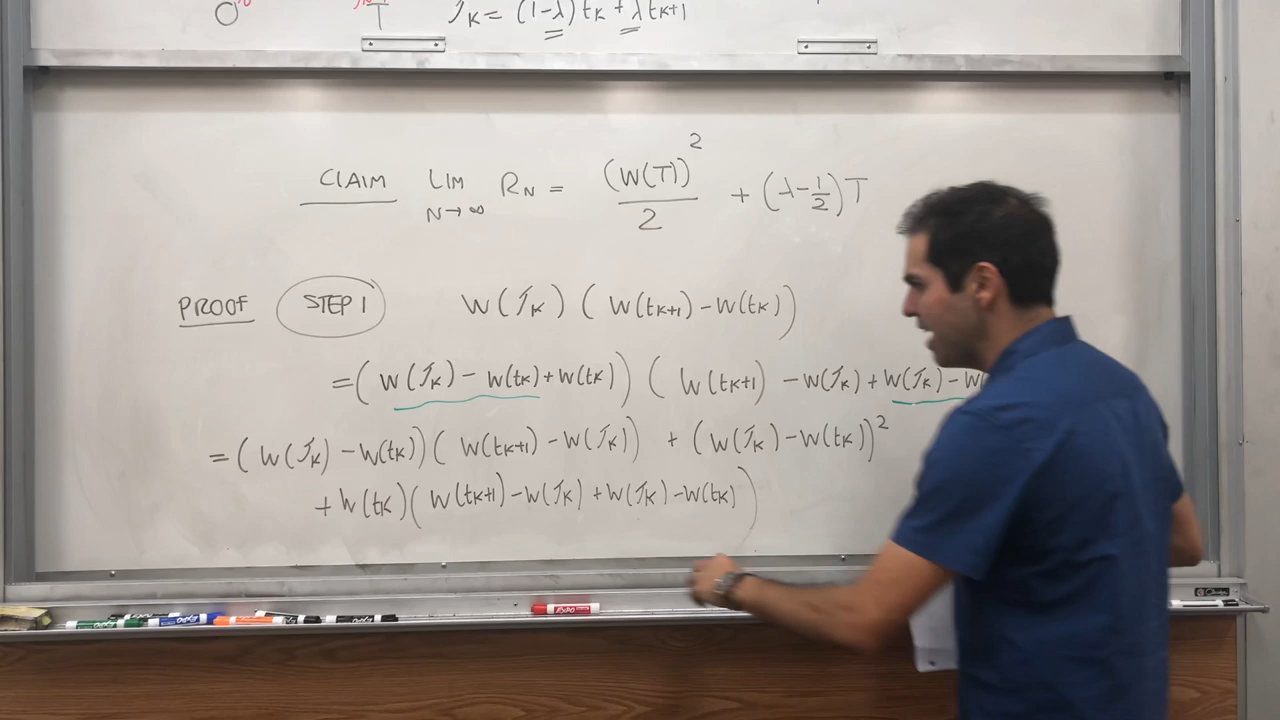 τK = (1-λ)tK + λtK+1
CLAIM LIM N→∞ RN = (W(T))² / 2 + (λ-1/2)T
PROOF STEP 1 W(τK) (W(tK+1) - W(tK))
= (W(τK) - W(tK) + W(tK)) (W(tK+1) - W(τK) + W(τK) - W(
= (W(τK) - W(tK)) (W(tK+1) - W(τK)) + (W(τK) - W(tK))²
+ W(tK) (W(tK+1) - W(τK) + W(τK) - W(tK))
EXPO